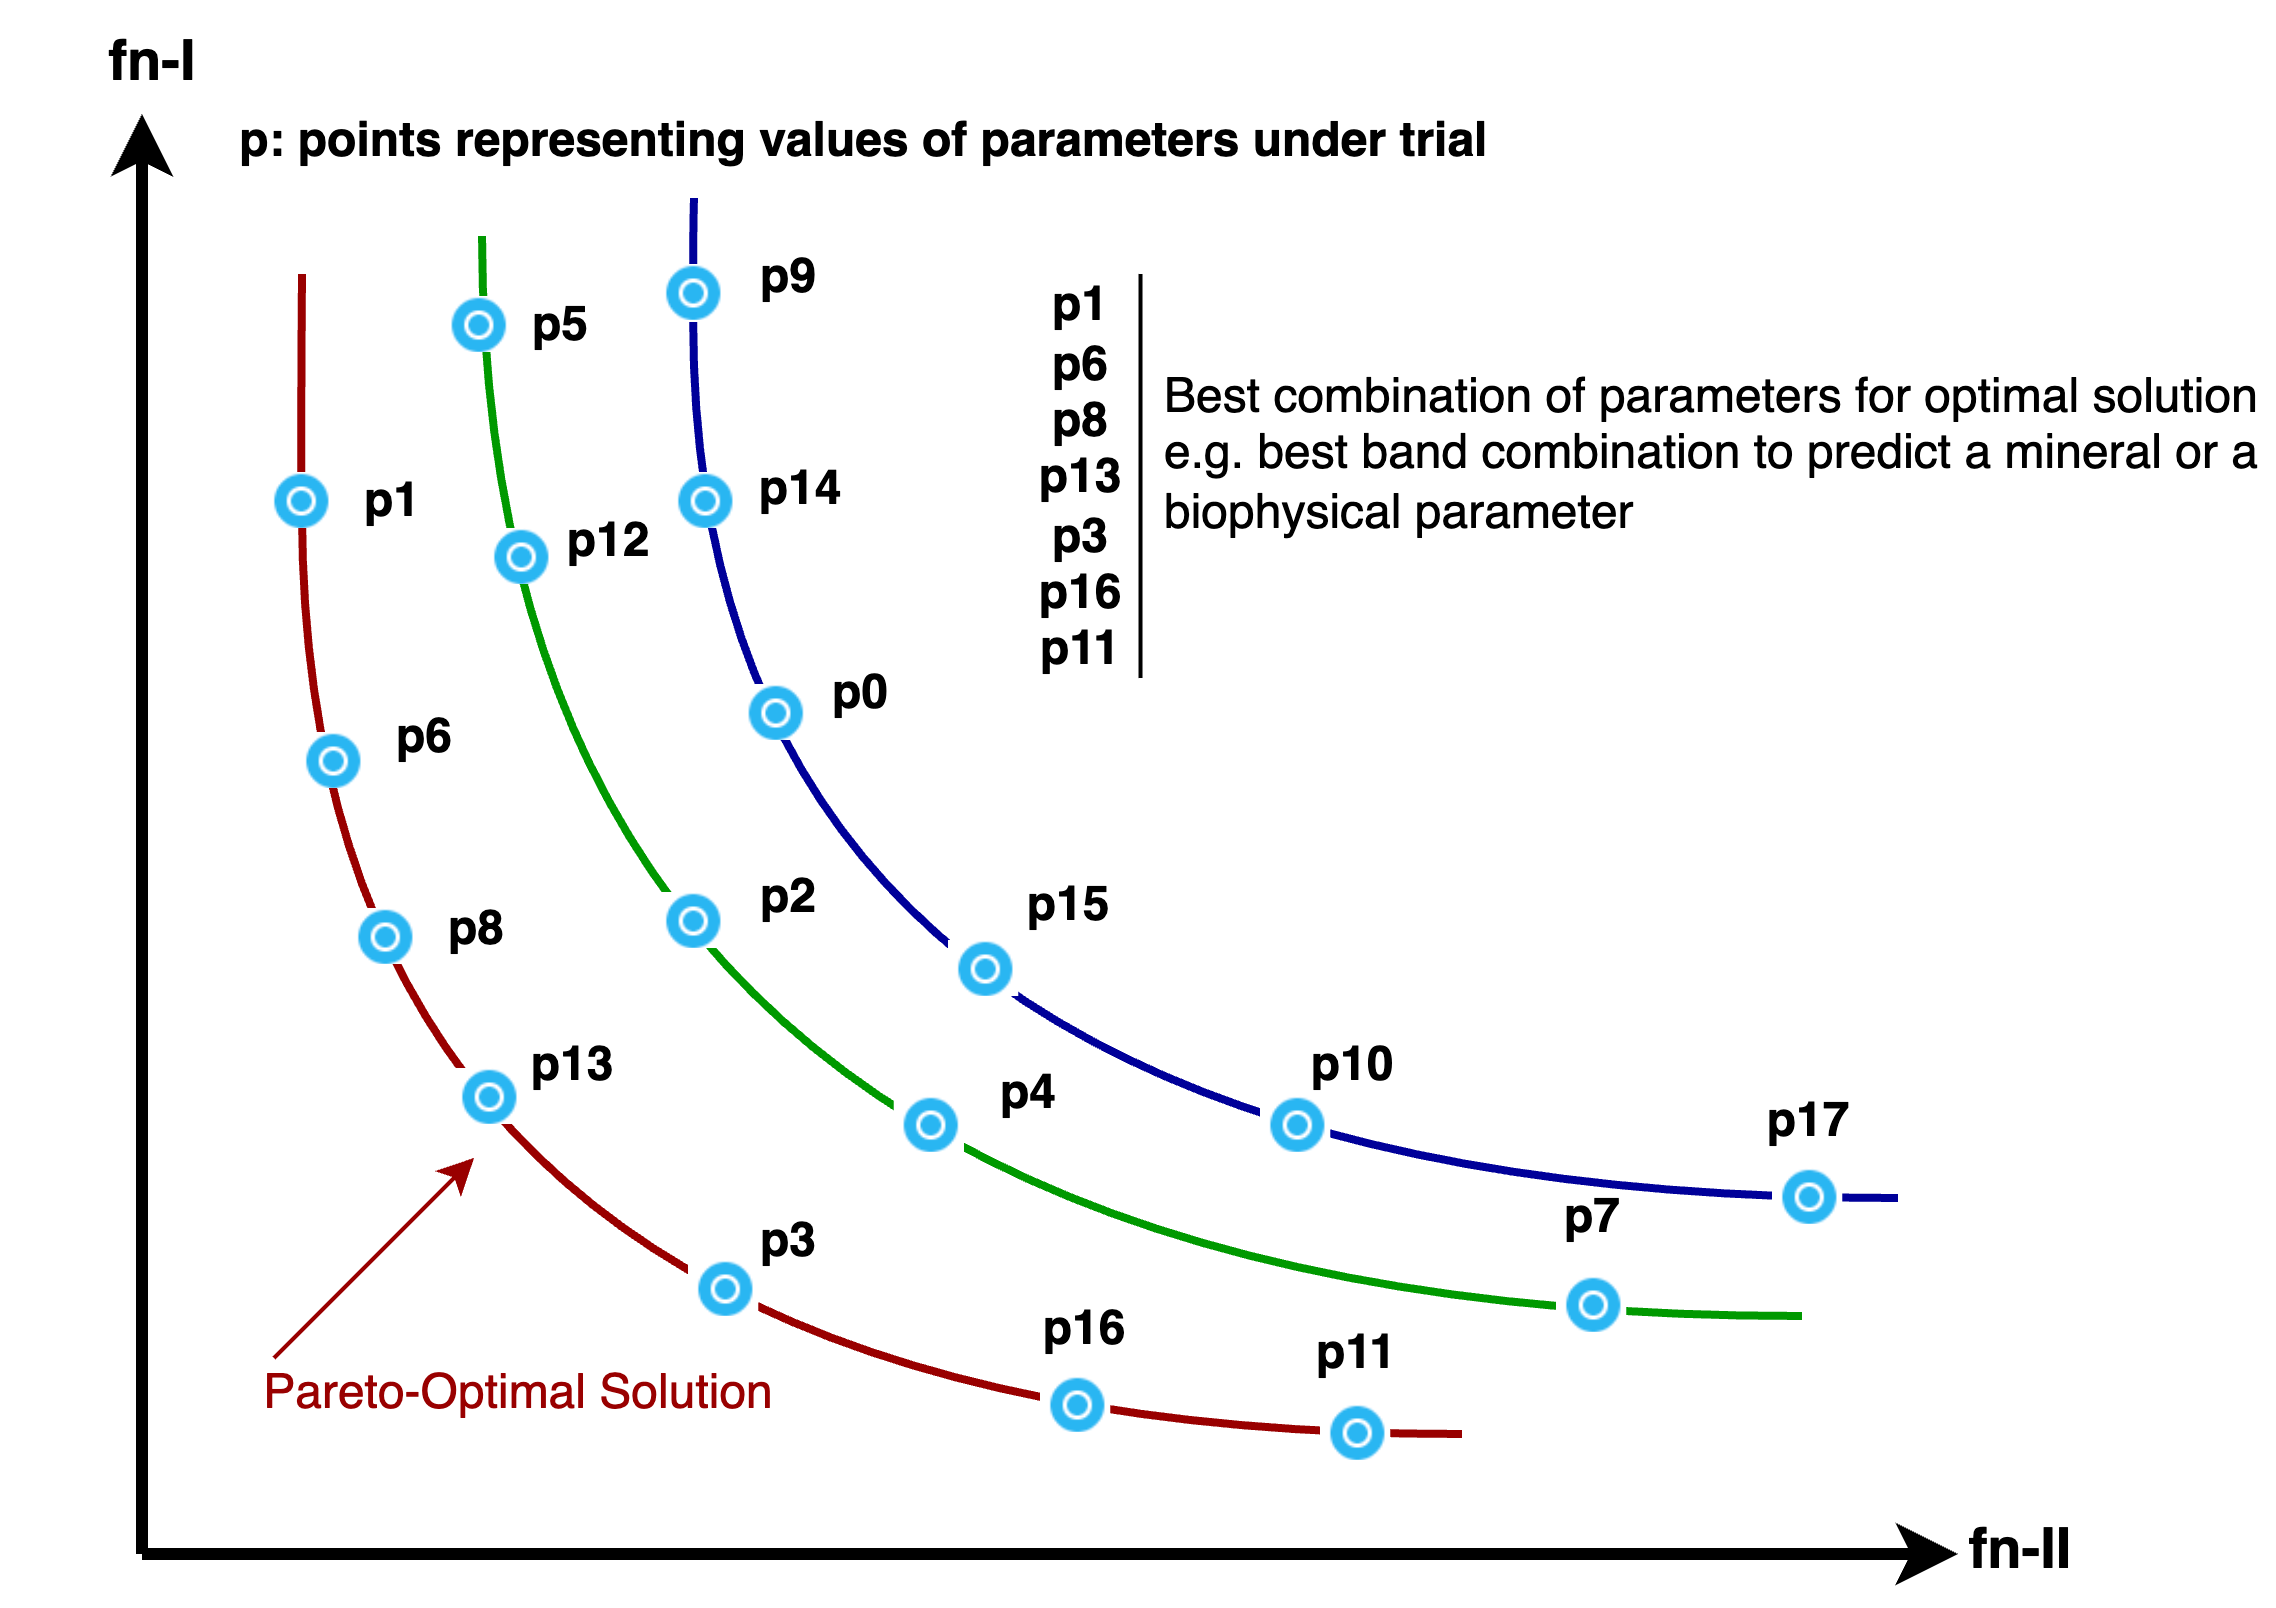 fn-I
p: points representing values of parameters under trial
p9
p5
p1
p14
p12
p6
p0
p8
p2
p15
p13
p4
p10
p17
p3
p7
p16
p11
p1
p6
p8
p13
p3
p16
p11
Best combination of parameters for optimal solution
e.g. best band combination to predict a mineral or a
biophysical parameter
Pareto-Optimal Solution
fn-II